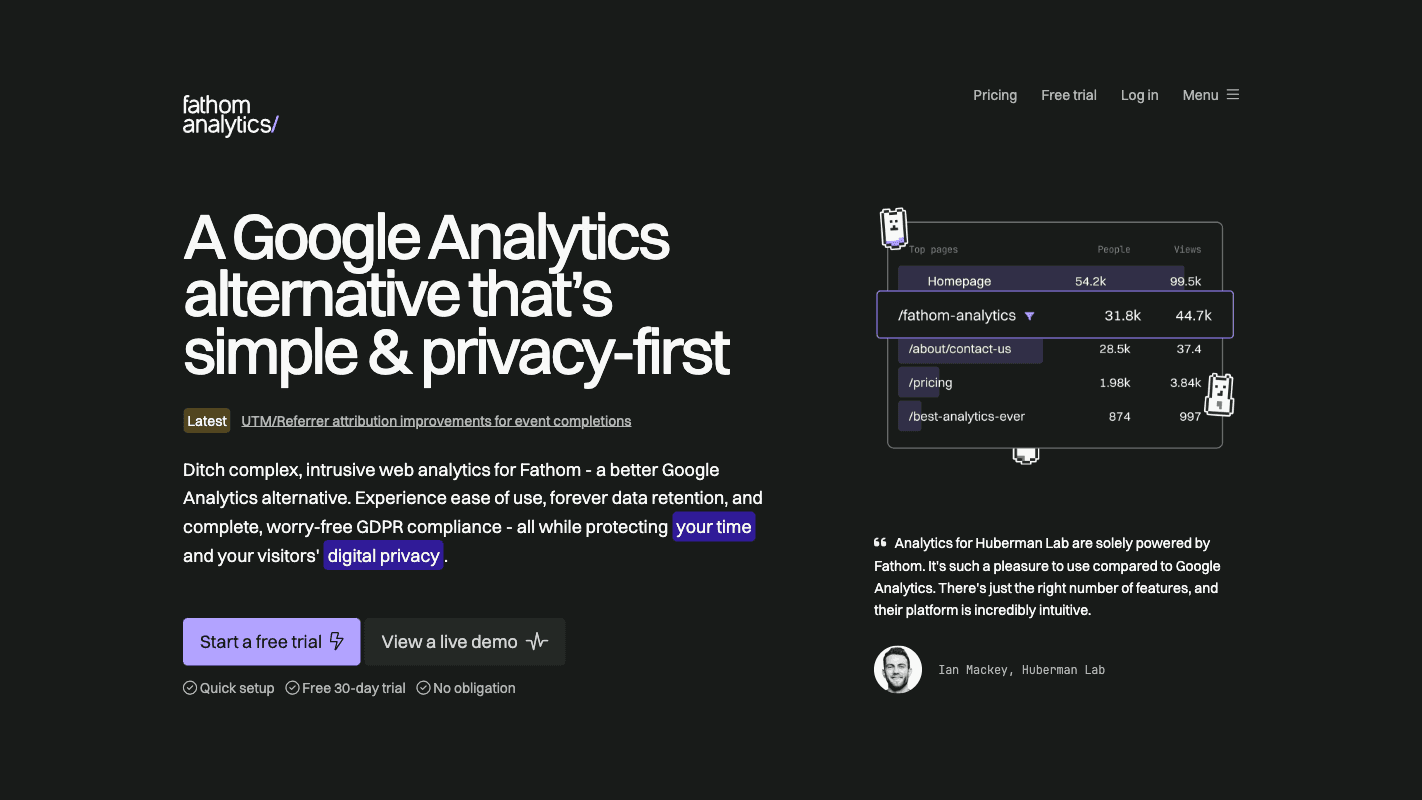 fathom
analytics/
Pricing
Free trial
Log in
Menu
A Google Analytics
alternative that’s
simple & privacy-first
Latest
UTM/Referrer attribution improvements for event completions
Ditch complex, intrusive web analytics for Fathom - a better Google
Analytics alternative. Experience ease of use, forever data retention, and
complete, worry-free GDPR compliance - all while protecting your time
and your visitors' digital privacy.
Start a free trial
View a live demo
Quick setup
Free 30-day trial
No obligation
Top pages People Views
Homepage 54.2k 99.5k
/fathom-analytics 31.8k 44.7k
/about/contact-us 28.5k 37.4
/pricing 1.98k 3.84k
/best-analytics-ever 874 997
“ Analytics for Huberman Lab are solely powered by
Fathom. It's such a pleasure to use compared to Google
Analytics. There's just the right number of features, and
their platform is incredibly intuitive.
Ian Mackey, Huberman Lab